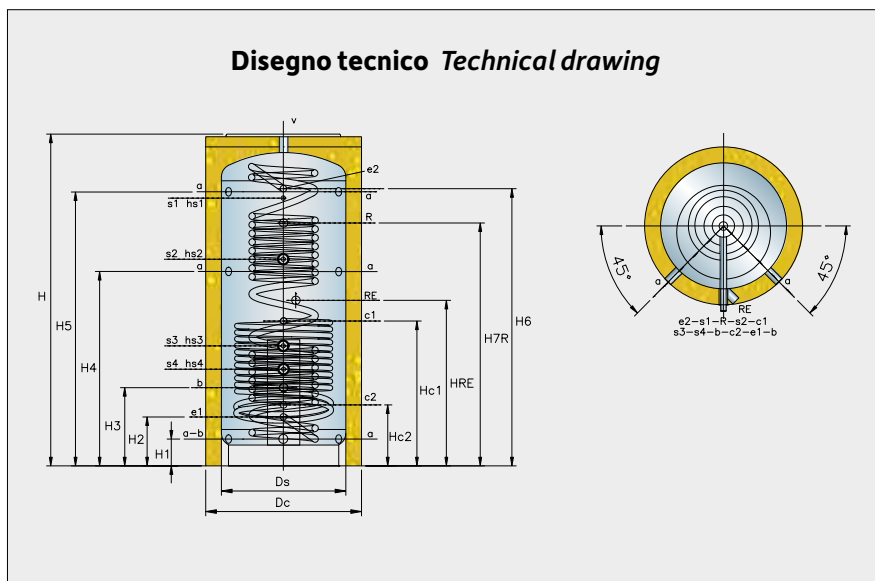 Disegno tecnico Technical drawing
v
e2
a
a
s1 hs1
R
s2 hs2
a
a
RE
c1
s3 hs3
s4 hs4
b
c2
e1
a-b
a
H
H5
H4
H3
H2
H1
Hc2
Hc1
HRE
H7R
H6
Ds
Dc
45°
45°
a
a
RE
e2-s1-R-s2-c1
s3-s4-b-c2-e1-b